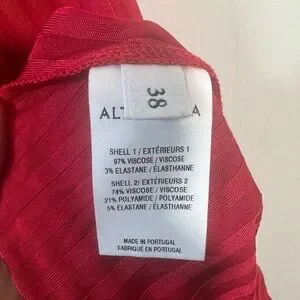 38
ALT A
SHELL 1 / EXTÉRIEURS 1
97% VISCOSE / VISCOSE
3% ELASTANE / ÉLASTHANNE
SHELL 2/ EXTÉRIEURS 2
74% VISCOSE / VISCOSE
21% POLYAMIDE / POLYAMIDE
5% ELASTANE / ÉLASTHANNE
MADE IN PORTUGAL
FABRIQUÉ EN PORTUGAL